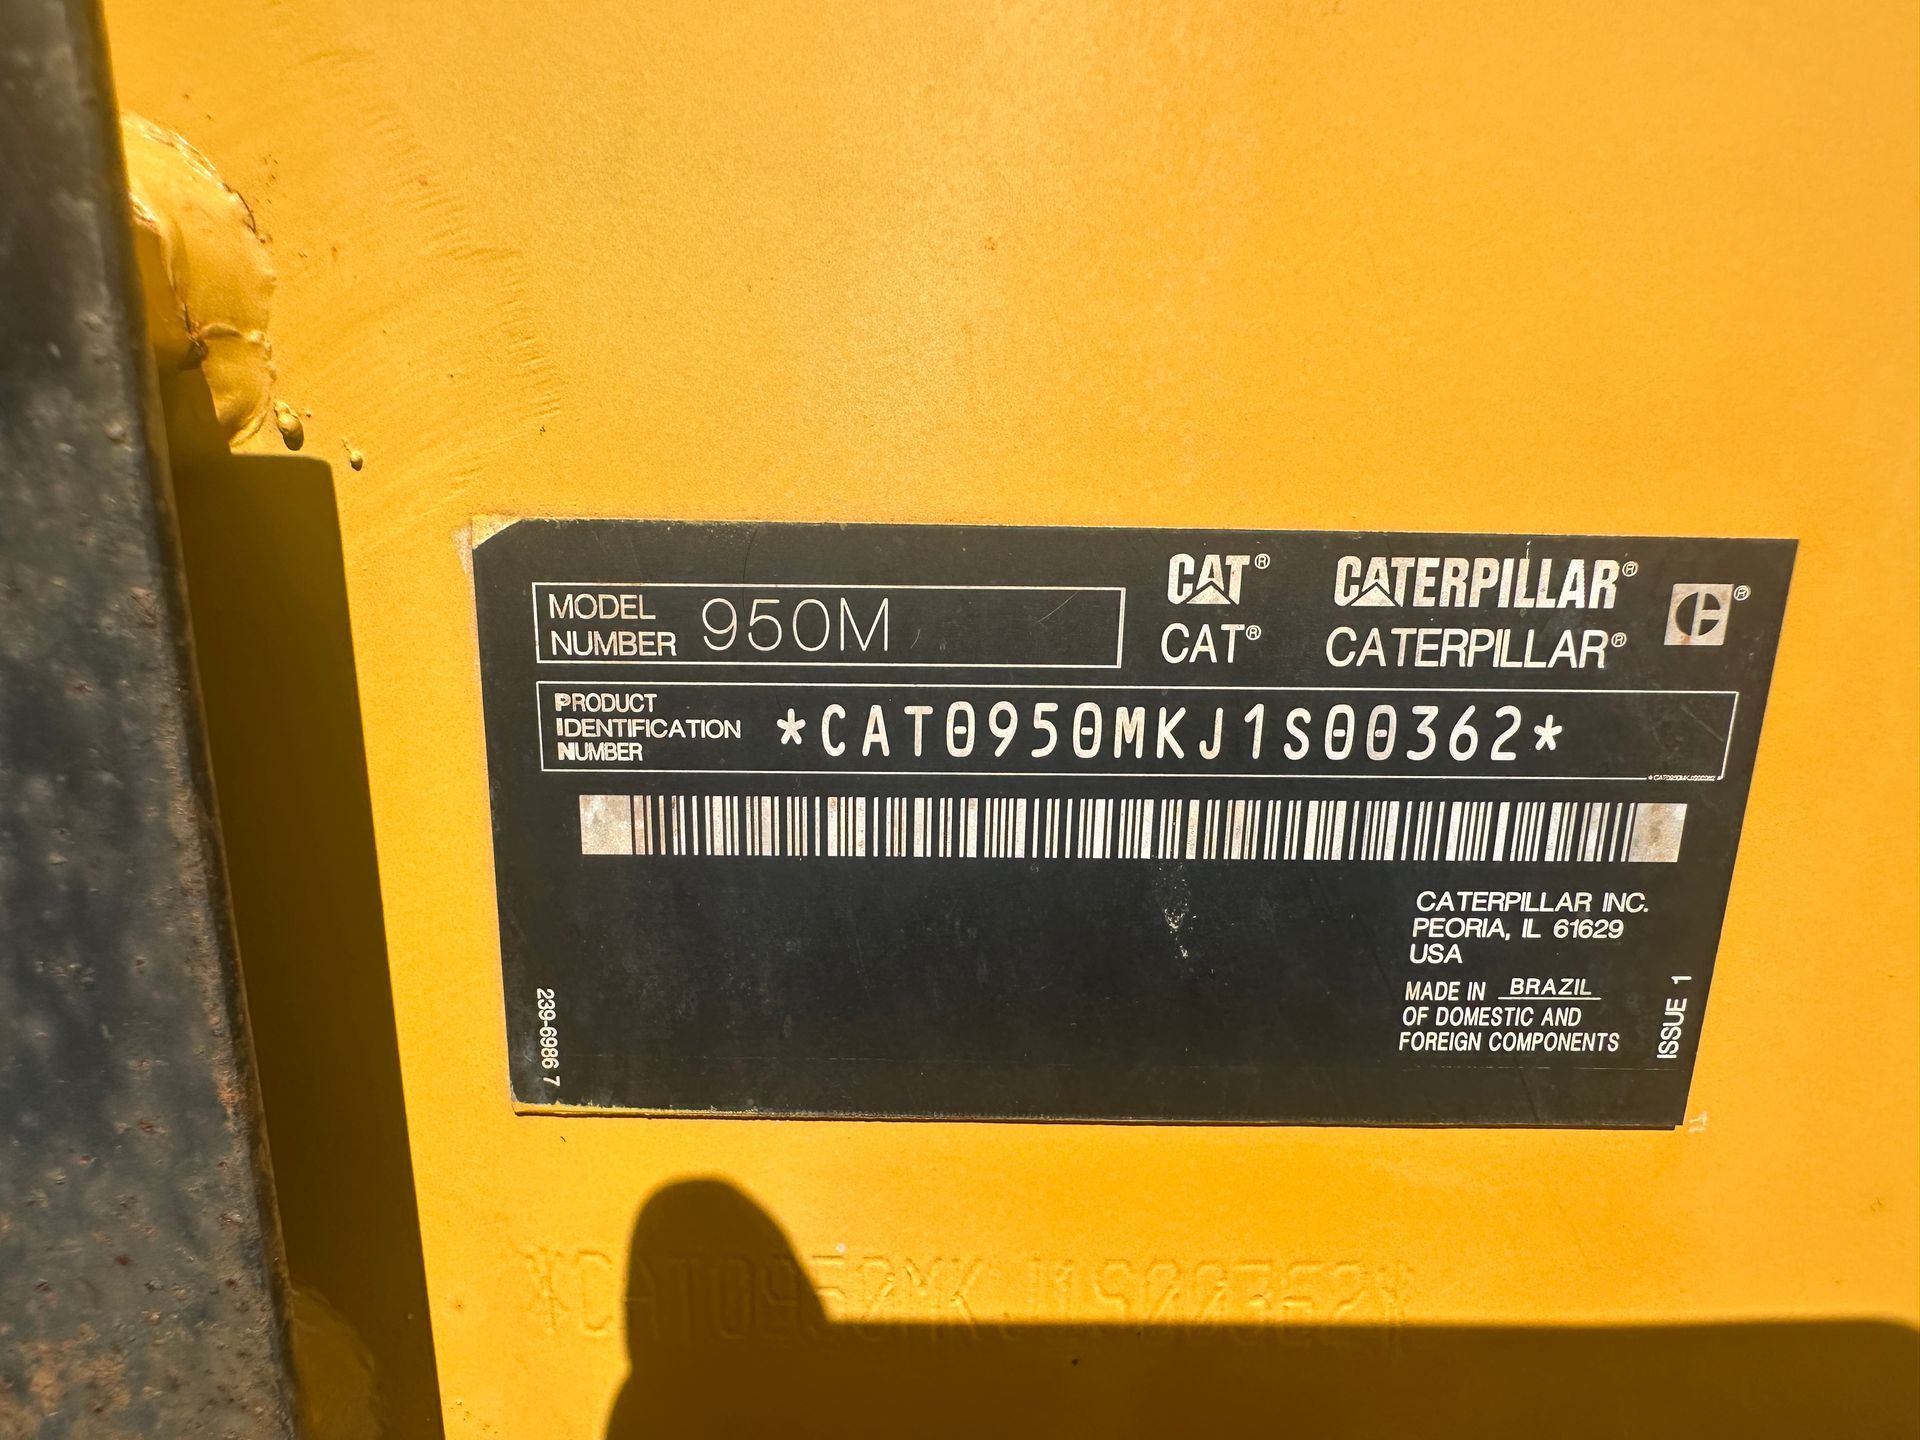 MODEL NUMBER 950M
CAT® CATERPILLAR®
CAT® CATERPILLAR®
PRODUCT IDENTIFICATION NUMBER *CAT0950MKJ1S00362*
CATERPILLAR INC.
PEORIA, IL 61629
USA
MADE IN BRAZIL
OF DOMESTIC AND
FOREIGN COMPONENTS
ISSUE 1
239-6986 7
*CAT0950MKJ1S00362*